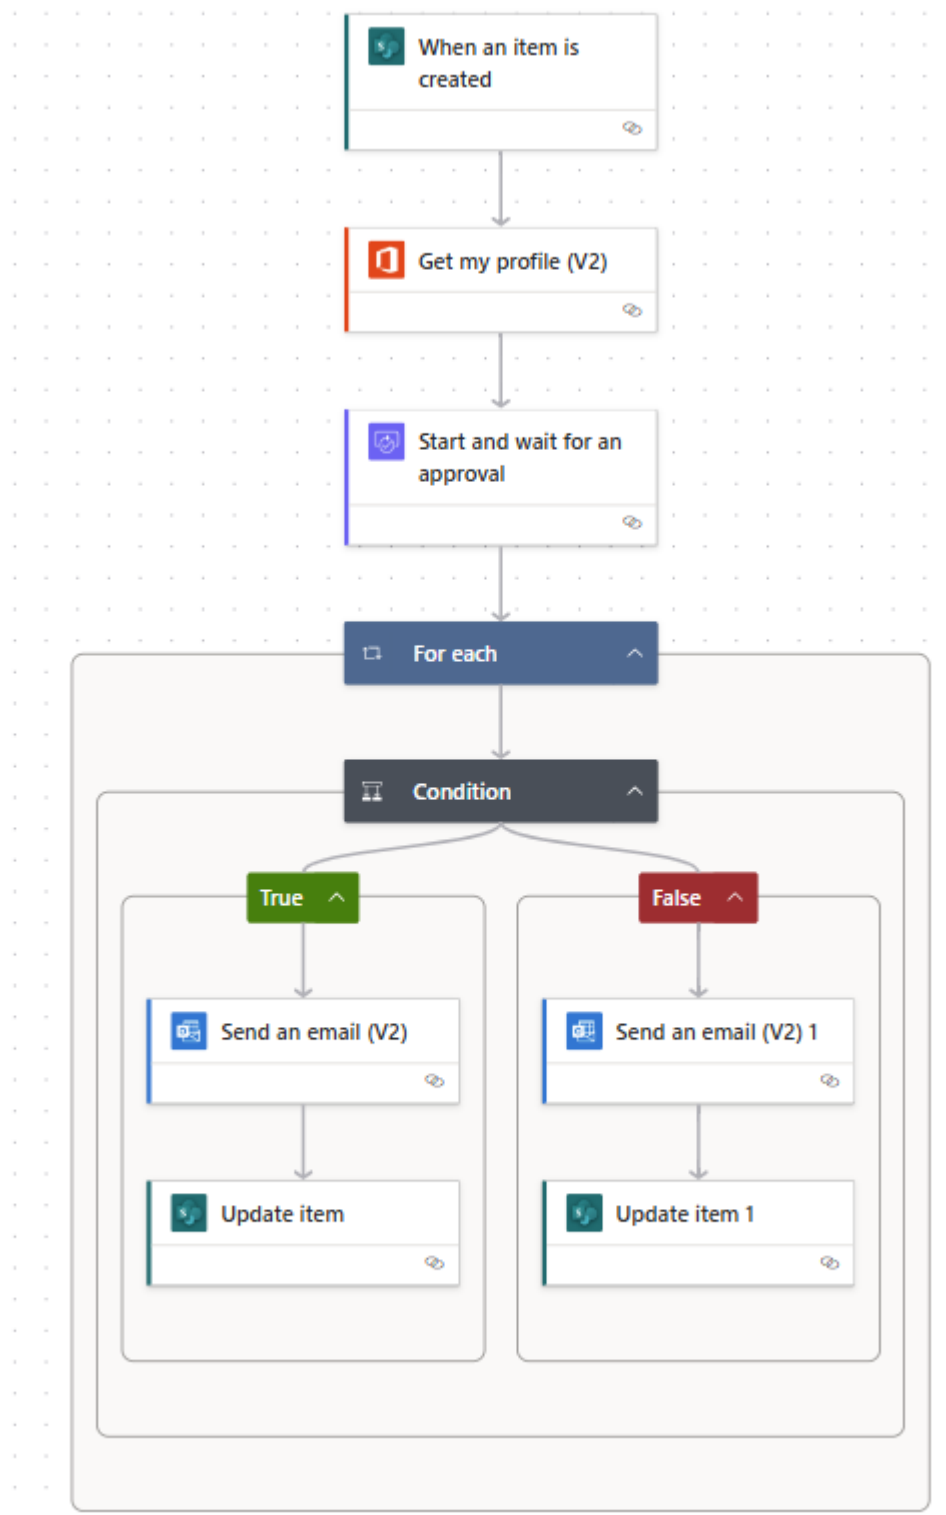 When an item is
created
Get my profile (V2)
Start and wait for an
approval
For each
Condition
True
False
Send an email (V2)
Send an email (V2) 1
Update item
Update item 1